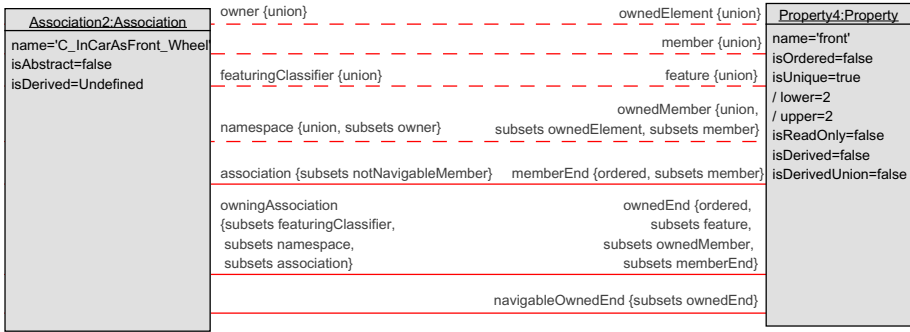 Association2:Association
name='C_InCarAsFront_Wheel'
isAbstract=false
isDerived=Undefined
owner {union}
ownedElement {union}
member {union}
featuringClassifier {union}
feature {union}
ownedMember {union,
namespace {union, subsets owner}
subsets ownedElement, subsets member}
association {subsets notNavigableMember}
memberEnd {ordered, subsets member}
owningAssociation
{subsets featuringClassifier,
subsets namespace,
subsets association}
ownedEnd {ordered,
subsets feature,
subsets ownedMember,
subsets memberEnd}
navigableOwnedEnd {subsets ownedEnd}
Property4:Property
name='front'
isOrdered=false
isUnique=true
/ lower=2
/ upper=2
isReadOnly=false
isDerived=false
isDerivedUnion=false